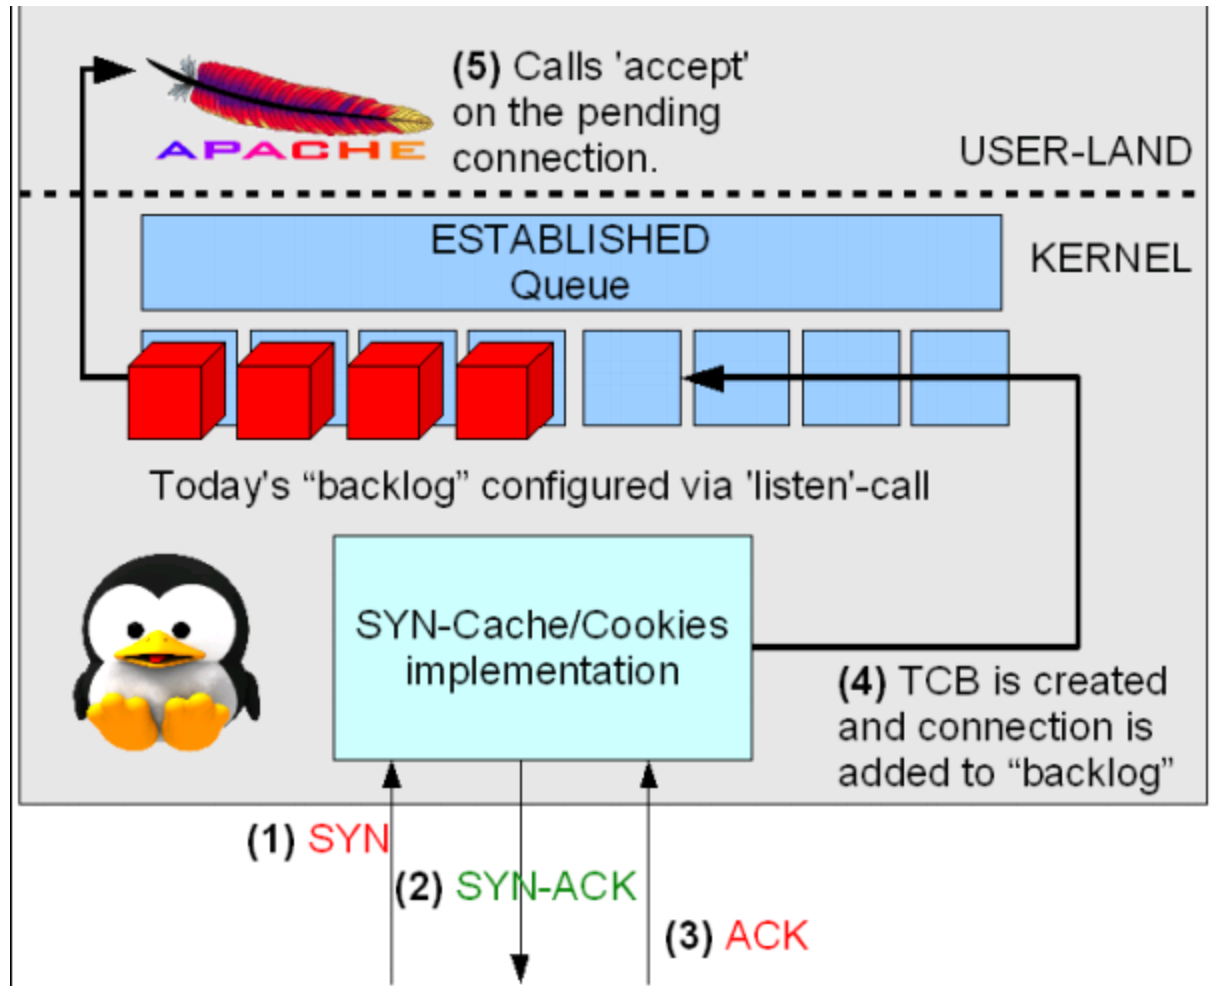 (5) Calls 'accept'
on the pending
connection.
APACHE
USER-LAND
ESTABLISHED
Queue
KERNEL
Today's “backlog” configured via 'listen'-call
SYN-Cache/Cookies
implementation
(4) TCB is created
and connection is
added to “backlog”
(1) SYN
(2) SYN-ACK
(3) ACK